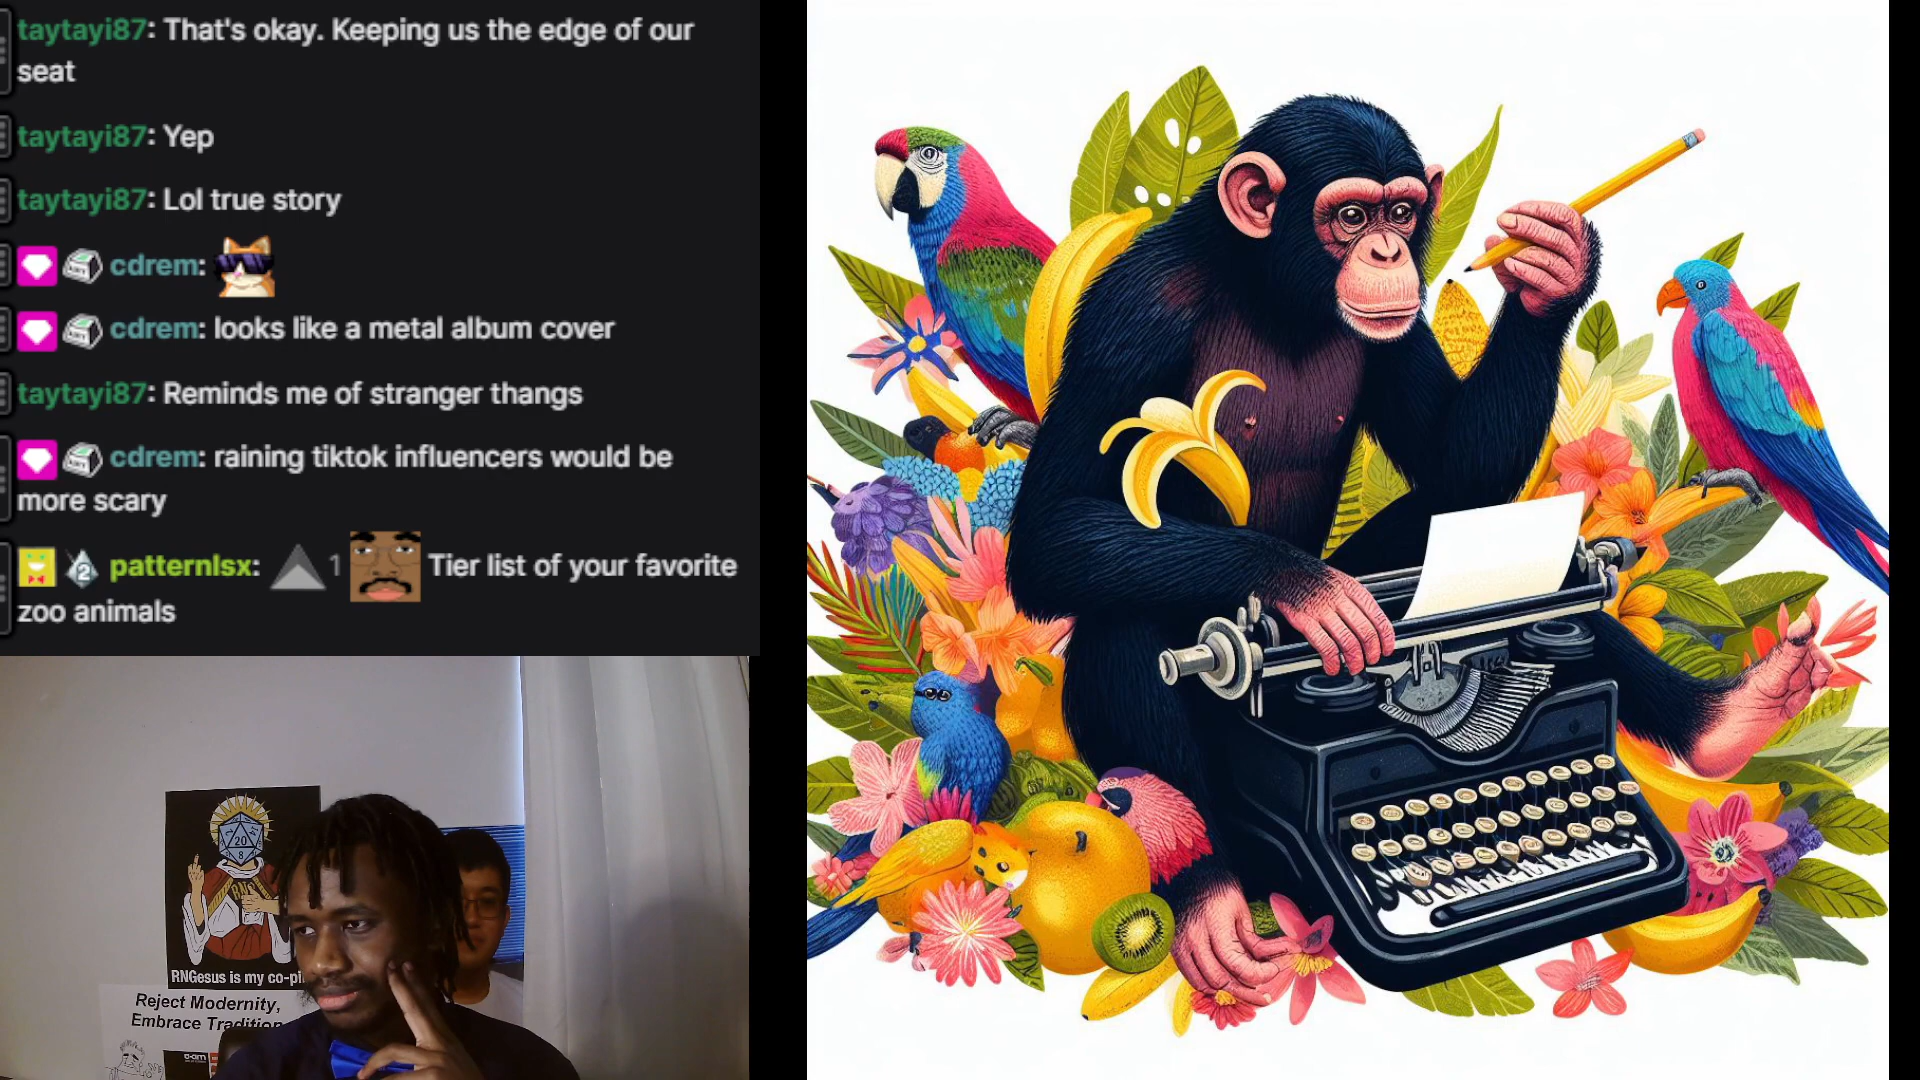 taytayi87: That's okay. Keeping us the edge of our
seat
taytayi87: Yep
taytayi87: Lol true story
cdrem:
cdrem: looks like a metal album cover
taytayi87: Reminds me of stranger thangs
cdrem: raining tiktok influencers would be
more scary
patternlsx: 1 Tier list of your favorite
zoo animals
20
8
RNGesus is my co-pi
Reject Modernity,
Embrace Tradition